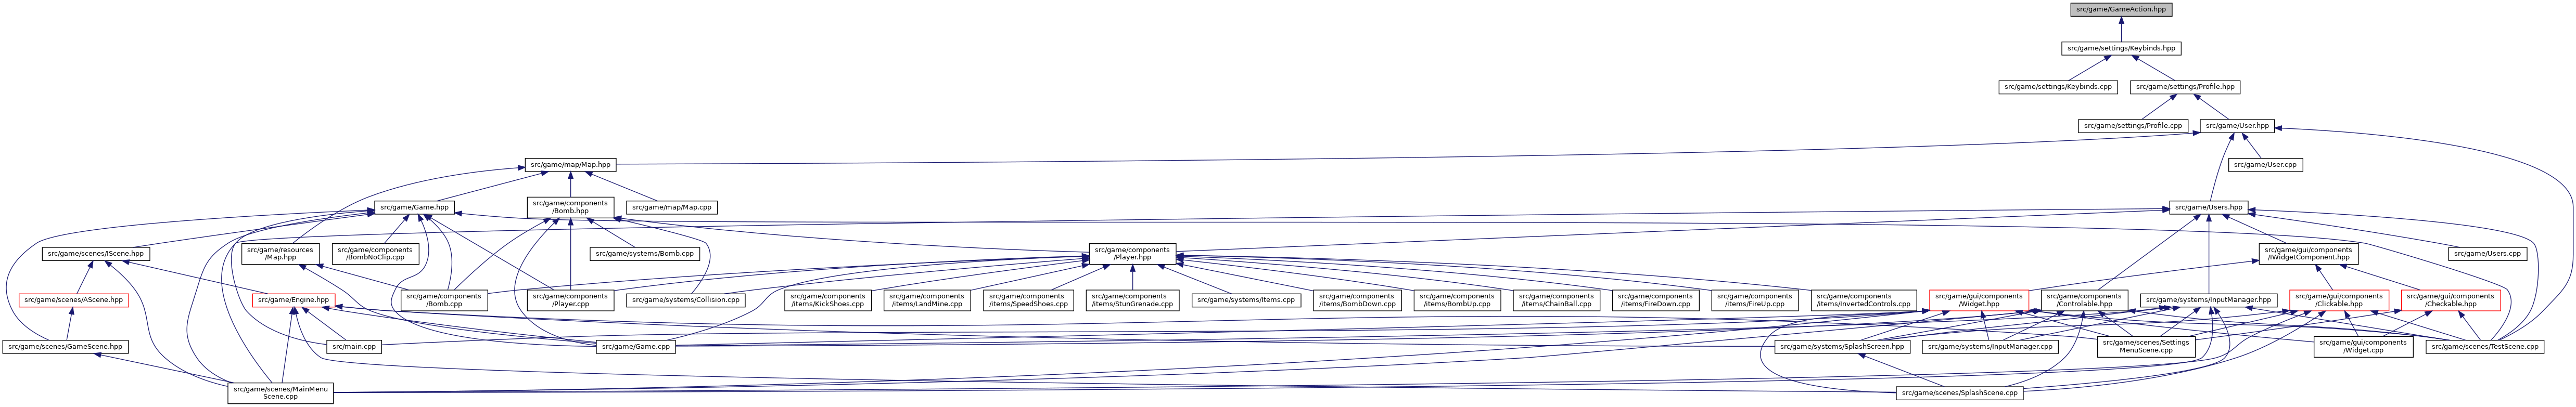 src/game/GameAction.hpp
src/game/settings/Keybinds.hpp
src/game/settings/Keybinds.cpp
src/game/settings/Profile.hpp
src/game/settings/Profile.cpp
src/game/User.hpp
src/game/map/Map.hpp
src/game/User.cpp
src/game/Game.hpp
src/game/components
/Bomb.hpp
src/game/map/Map.cpp
src/game/Users.hpp
src/game/scenes/IScene.hpp
src/game/resources
/Map.hpp
src/game/components
/BombNoClip.cpp
src/game/systems/Bomb.cpp
src/game/components
/Player.hpp
src/game/gui/components
/IWidgetComponent.hpp
src/game/Users.cpp
src/game/scenes/AScene.hpp
src/game/Engine.hpp
src/game/components
/Bomb.cpp
src/game/components
/Player.cpp
src/game/systems/Collision.cpp
src/game/components
/items/KickShoes.cpp
src/game/components
/items/LandMine.cpp
src/game/components
/items/SpeedShoes.cpp
src/game/components
/items/StunGrenade.cpp
src/game/systems/Items.cpp
src/game/components
/items/BombDown.cpp
src/game/components
/items/BombUp.cpp
src/game/components
/items/ChainBall.cpp
src/game/components
/items/FireDown.cpp
src/game/components
/items/FireUp.cpp
src/game/components
/items/InvertedControls.cpp
src/game/gui/components
/Widget.hpp
src/game/components
/Controlable.hpp
src/game/systems/InputManager.hpp
src/game/gui/components
/Clickable.hpp
src/game/gui/components
/Checkable.hpp
src/game/scenes/GameScene.hpp
src/main.cpp
src/game/Game.cpp
src/game/systems/SplashScreen.hpp
src/game/systems/InputManager.cpp
src/game/scenes/Settings
MenuScene.cpp
src/game/gui/components
/Widget.cpp
src/game/scenes/TestScene.cpp
src/game/scenes/MainMenu
Scene.cpp
src/game/scenes/SplashScene.cpp